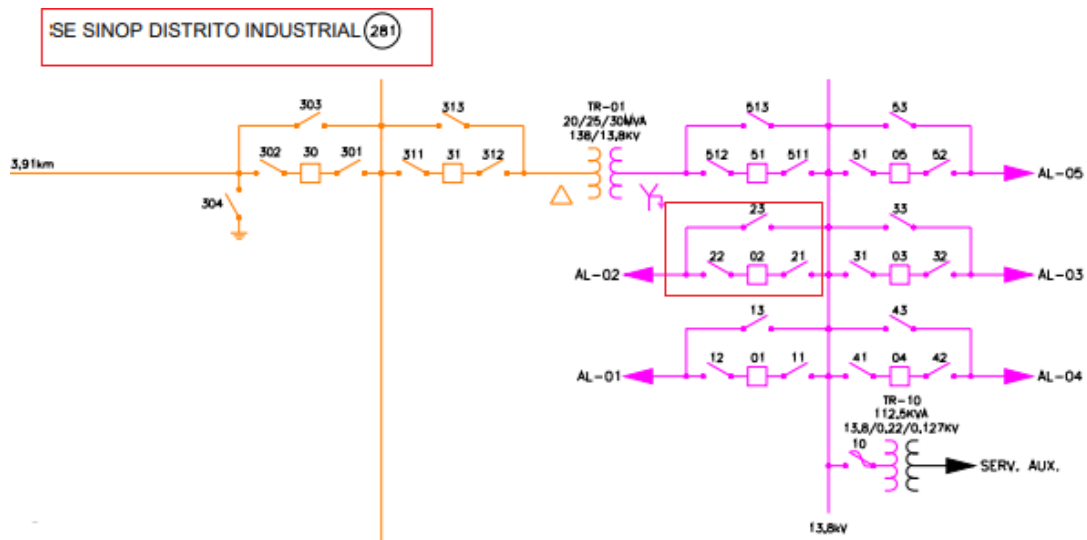 SE SINOP DISTRITO INDUSTRIAL 281
303
313
TR-01
20/25/30MVA
138/13,8KV
513
53
3,91km
302 30 301
311 31 312
512 51 511
51 05 52
AL-05
304
23
33
AL-02
22 02 21
31 03 32
AL-03
13
43
AL-01
12 01 11
41 04 42
AL-04
TR-10
112,5KVA
13,8/0,22/0,127KV
10
SERV. AUX.
13,8kV